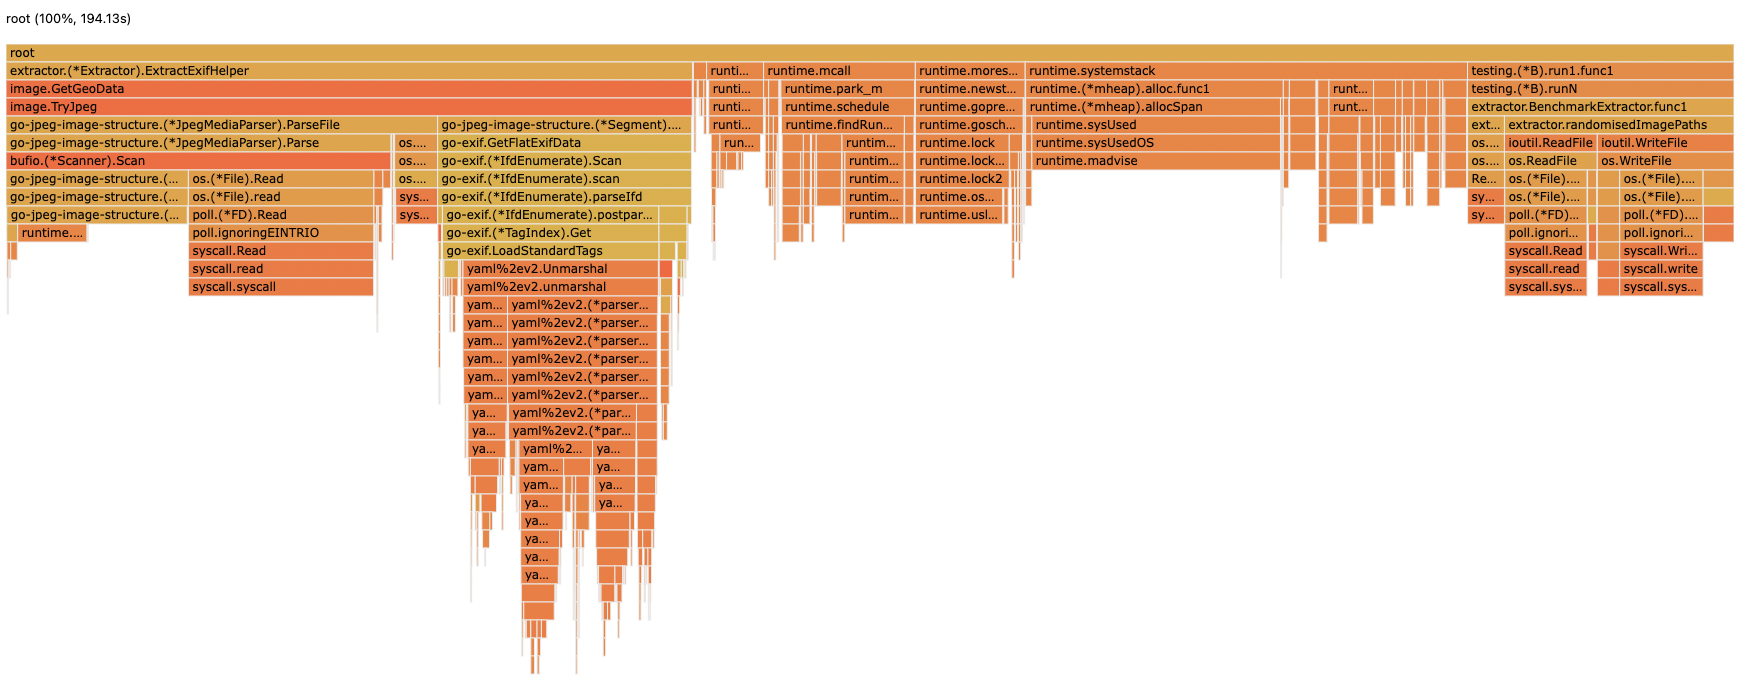 root (100%, 194.13s)
root
extractor.(*Extractor).ExtractExifHelper runti... runtime.mcall runtime.mores... runtime.systemstack testing.(*B).run1.func1
image.GetGeoData runti... runtime.park_m runtime.newst... runtime.(*mheap).alloc.func1 runt... testing.(*B).runN
image.TryJpeg runti... runtime.schedule runtime.gopre... runtime.(*mheap).allocSpan runt... extractor.BenchmarkExtractor.func1
go-jpeg-image-structure.(*JpegMediaParser).ParseFile go-jpeg-image-structure.(*Segment).... runti... runtime.findRun... runtime.gosch... runtime.sysUsed ext... extractor.randomisedImagePaths
go-jpeg-image-structure.(*JpegMediaParser).Parse os.... go-exif.GetFlatExifData run... runtim... runtime.lock runtime.sysUsedOS os.... ioutil.ReadFile ioutil.WriteFile
bufio.(*Scanner).Scan os.... go-exif.(*IfdEnumerate).Scan runtim... runtime.lock... runtime.madvise os.... os.ReadFile os.WriteFile
go-jpeg-image-structure.(... os.(*File).Read os.... go-exif.(*IfdEnumerate).scan runtim... runtime.lock2 Re... os.(*File).... os.(*File)....
go-jpeg-image-structure.(... os.(*File).read sys... go-exif.(*IfdEnumerate).parseIfd runtim... runtime.os... sy... os.(*File).... os.(*File)....
go-jpeg-image-structure.(... poll.(*FD).Read sys... go-exif.(*IfdEnumerate).postpar... runtim... runtime.usl... sy... poll.(*FD)... poll.(*FD)....
runtime.... poll.ignoringEINTRIO go-exif.(*TagIndex).Get poll.ignori... poll.ignori...
syscall.Read go-exif.LoadStandardTags syscall.Read syscall.Wri...
syscall.read yaml%2ev2.Unmarshal syscall.read syscall.write
syscall.syscall yaml%2ev2.unmarshal syscall.sys... syscall.sys...
yam... yaml%2ev2.(*parser...
yam... yaml%2ev2.(*parser...
yam... yaml%2ev2.(*parser...
yam... yaml%2ev2.(*parser...
yam... yaml%2ev2.(*parser...
yam... yaml%2ev2.(*parser...
ya... yaml%2ev2.(*par...
ya... yaml%2ev2.(*par...
ya... yaml%2... ya...
yam... ya...
yam... ya...
ya... ya...
ya...
ya...
ya...
ya...